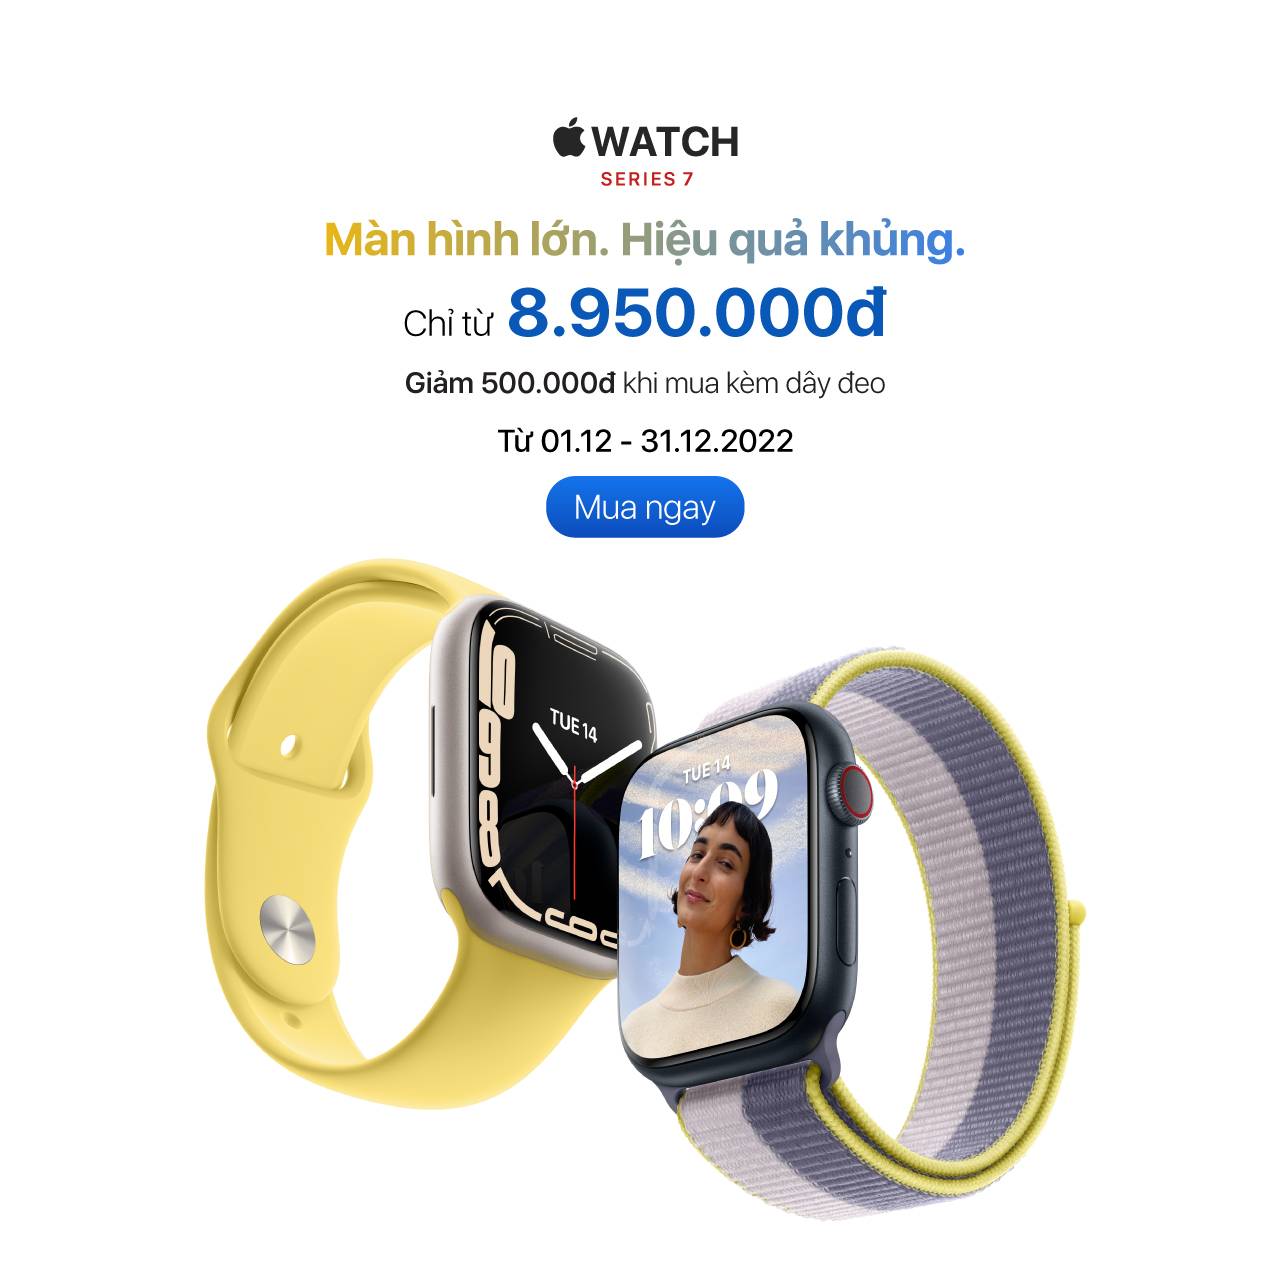 WATCH
SERIES 7
Màn hình lớn. Hiệu quả khủng.
Chỉ từ 8.950.000đ
Giảm 500.000đ khi mua kèm dây đeo
Từ 01.12 - 31.12.2022
Mua ngay
TUE 14
TUE 14
10:09